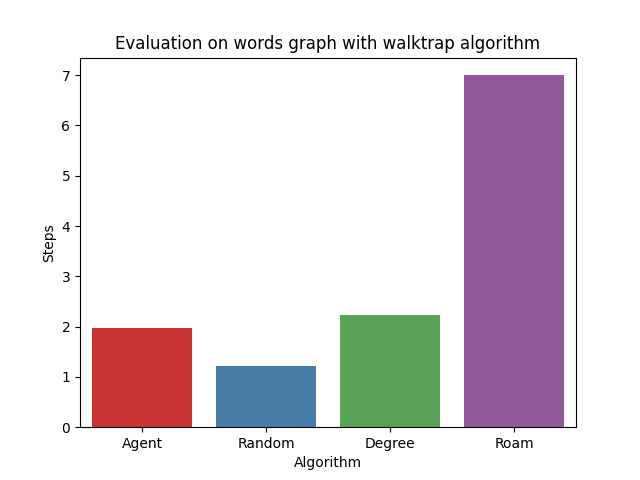 Evaluation on words graph with walktrap algorithm
7
6
5
4
3
2
1
0
Steps
Agent Random Degree Roam
Algorithm